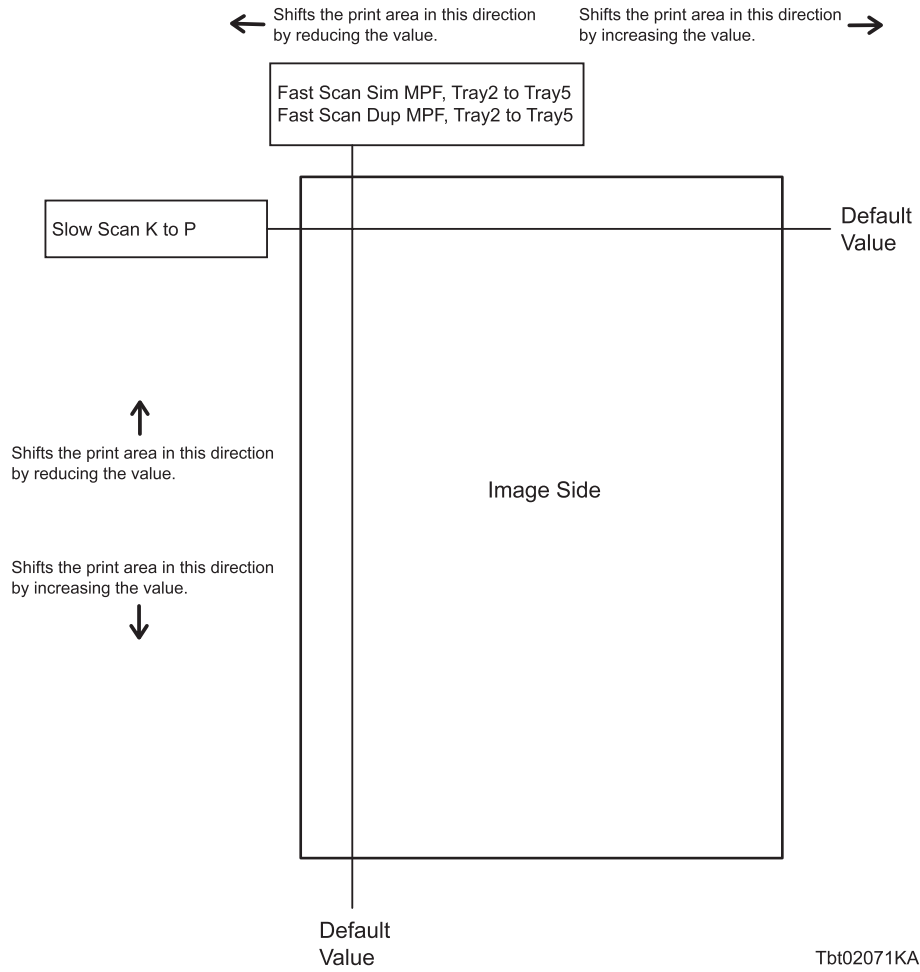 Shifts the print area in this direction
by reducing the value.
Shifts the print area in this direction
by increasing the value.
Fast Scan Sim MPF, Tray2 to Tray5
Fast Scan Dup MPF, Tray2 to Tray5
Slow Scan K to P
Default
Value
Shifts the print area in this direction
by reducing the value.
Image Side
Shifts the print area in this direction
by increasing the value.
Default
Value
Tbt02071KA